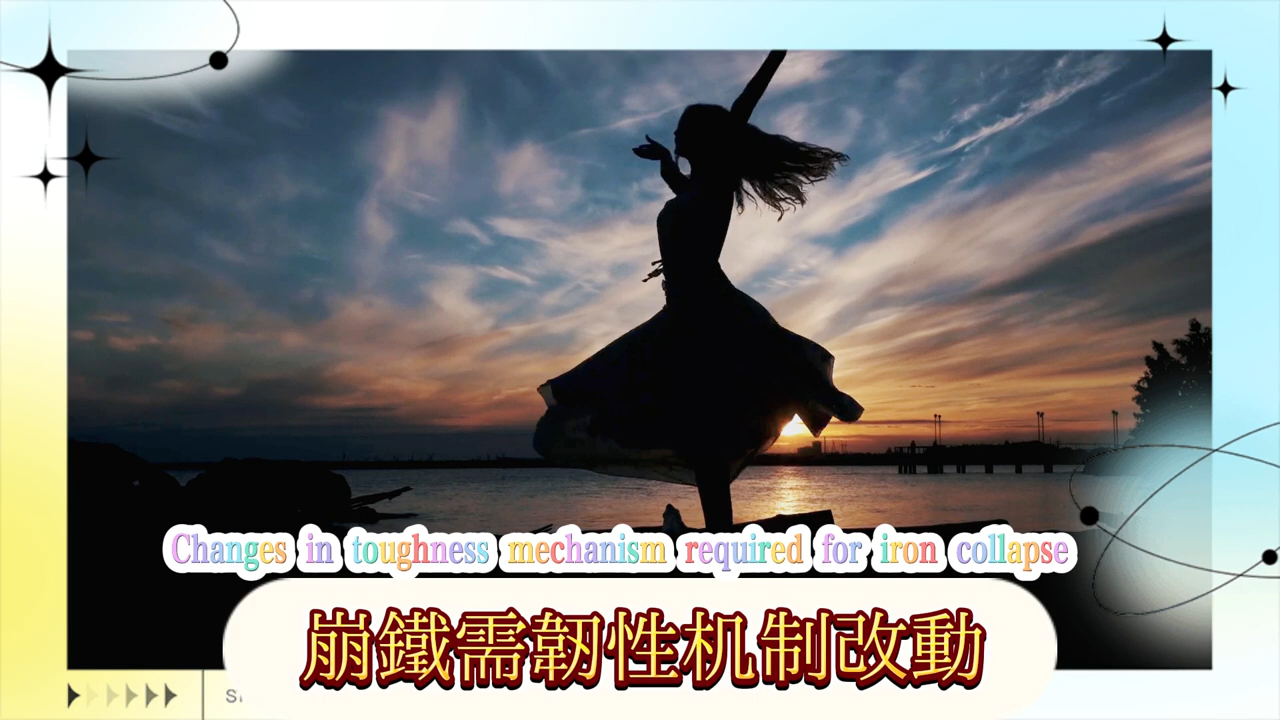 Changes in toughness mechanism required for iron collapse
崩鐵需韌性机制改動